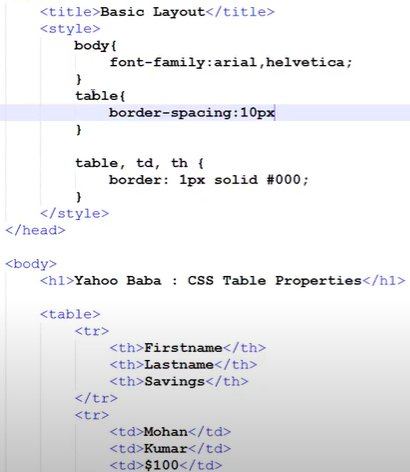 <title>Basic Layout</title>
<style>
body{
font-family:arial,helvetica;
}
table{
border-spacing:10px
}
table, td, th {
border: 1px solid #000;
}
</style>
</head>
<body>
<h1>Yahoo Baba : CSS Table Properties</h1>
<table>
<tr>
<th>Firstname</th>
<th>Lastname</th>
<th>Savings</th>
</tr>
<tr>
<td>Mohan</td>
<td>Kumar</td>
<td>$100</td>